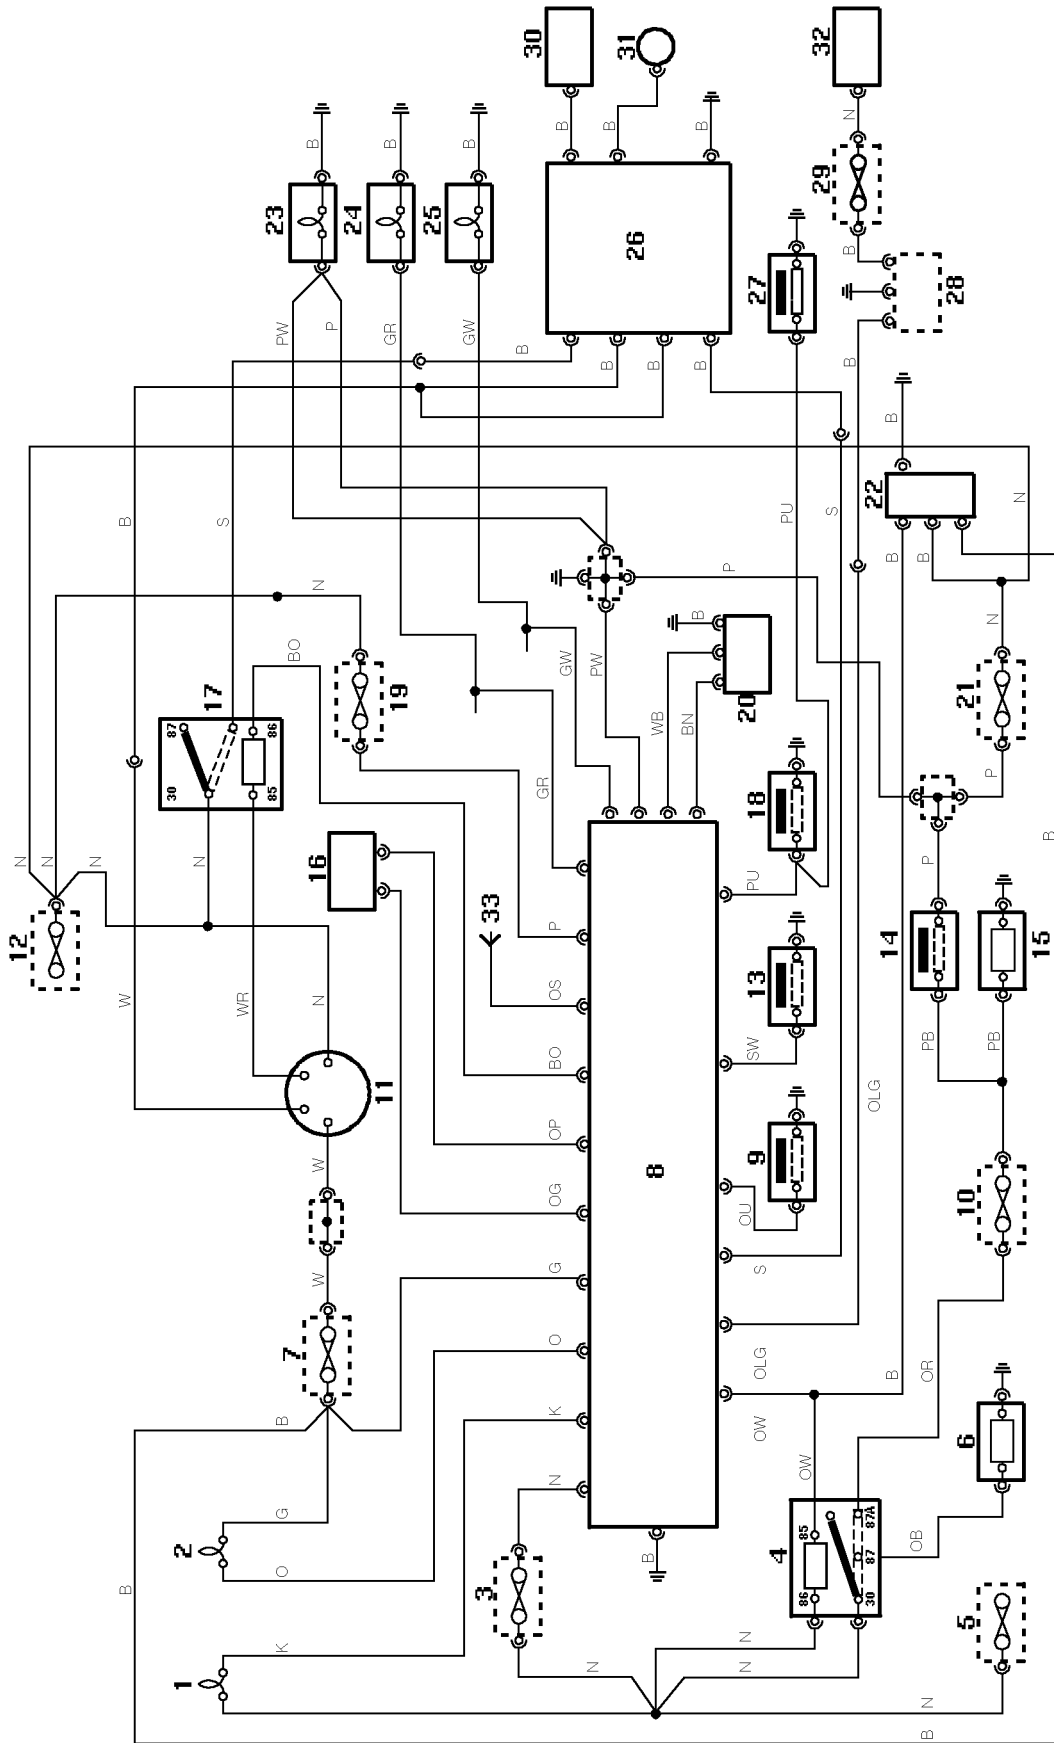 30
31
32
B
B
B
N
B
B
B
23
24
25
29
26
27
28
B
PW
P
GR
GW
B
B
B
B
B
B
22
B
S
PU
S
N
B
B
P
N
N
B
BO
GW
PW
WB
BN
17
87
86
30
85
19
20
21
P
GR
18
N
N
N
N
16
PU
P
B
12
33
14
15
13
W
WR
N
P
OS
BO
SW
PB
PB
11
OLG
OP
9
W
8
OG
OU
10
W
G
S
7
O
OLG
OR
B
B
K
OW
OW
6
N
G
2
O
B
3
4
85
86
87A
87
30
OB
B
K
5
1
N
N
N
N
B